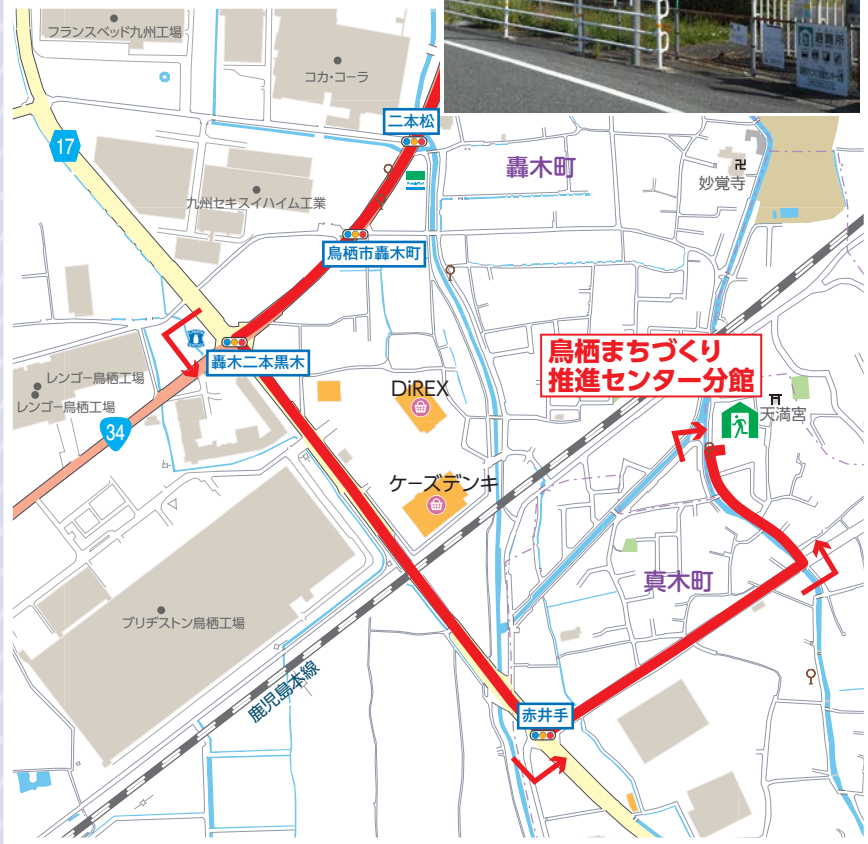 フランスベッド九州工場
コカ・コーラ
避難所
二本松
17
轟木町
卍
妙覚寺
九州セキスイハイム工業
鳥栖市轟木町
轟木二本黒木
鳥栖まちづくり
推進センター分館
レンゴー鳥栖工場
レンゴー鳥栖工場
DiREX
天満宮
34
ケーズデンキ
真木町
ブリヂストン鳥栖工場
鹿児島本線
赤井手